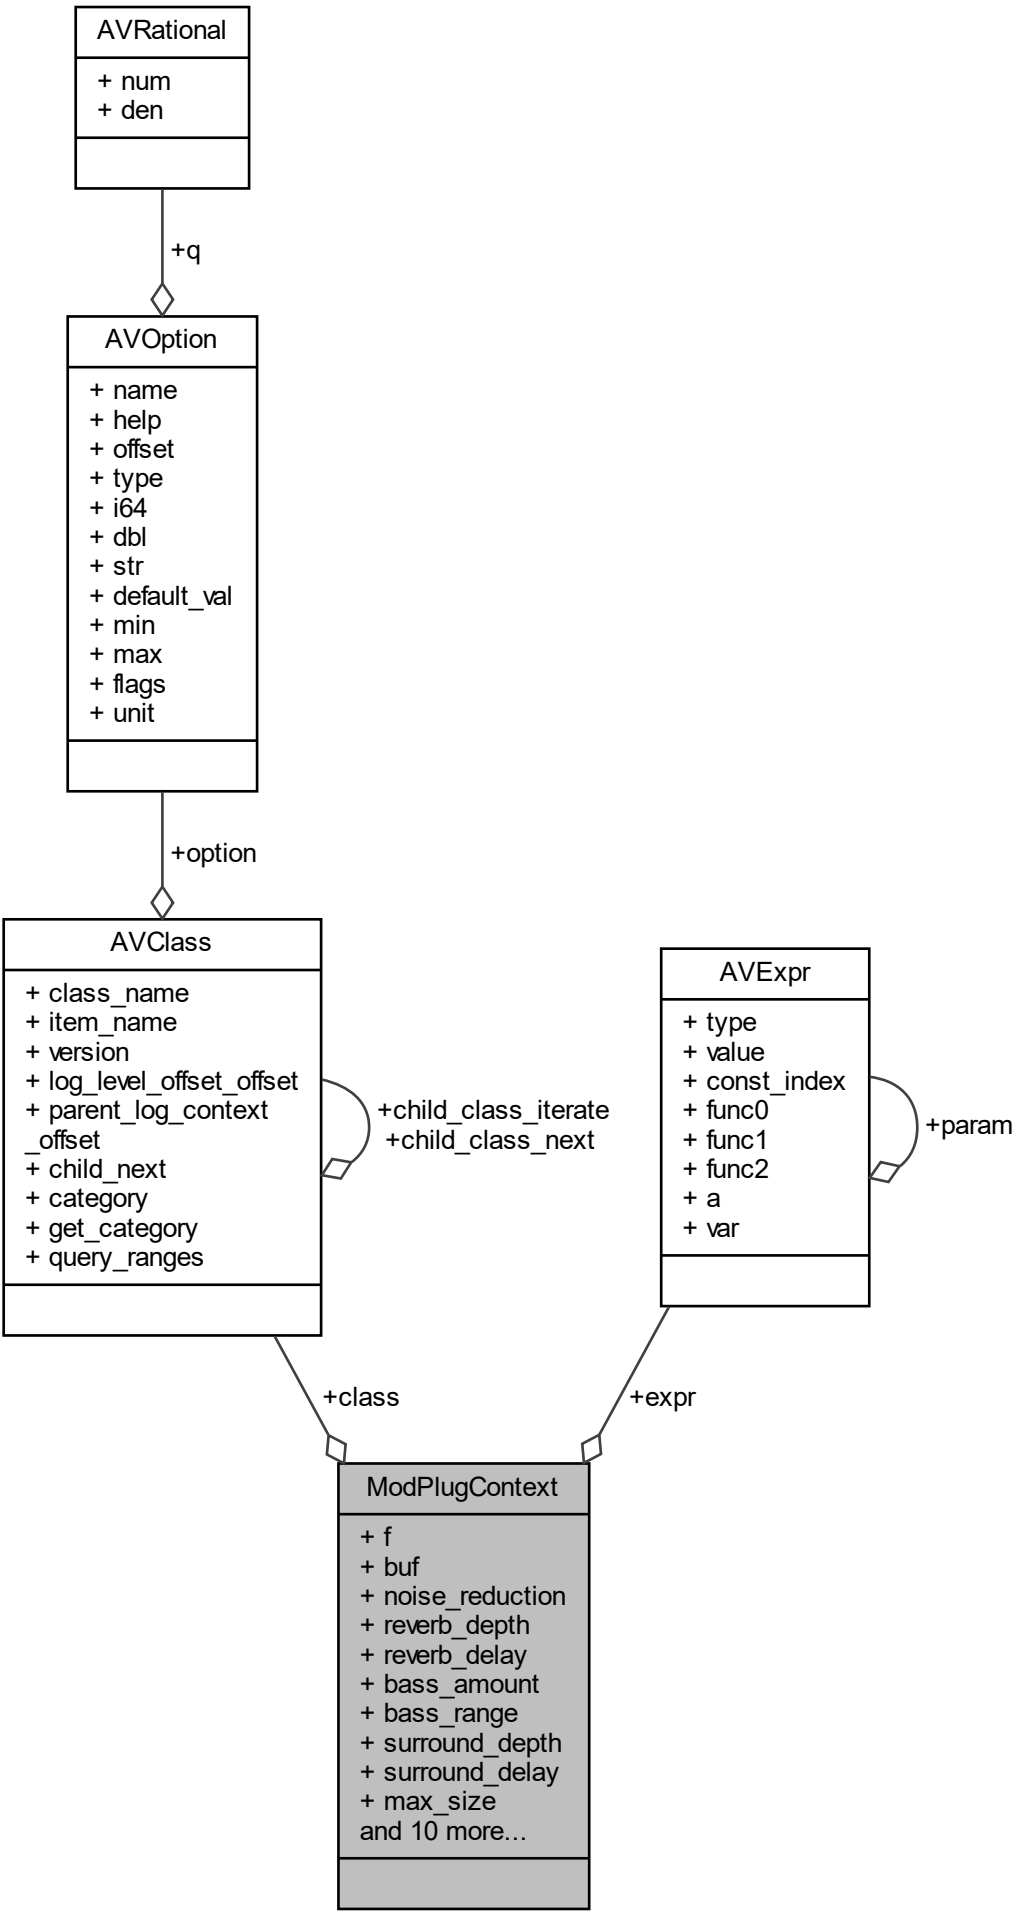 AVRational
+ num
+ den
+q
AVOption
+ name
+ help
+ offset
+ type
+ i64
+ dbl
+ str
+ default_val
+ min
+ max
+ flags
+ unit
+option
AVClass
+ class_name
+ item_name
+ version
+ log_level_offset_offset
+ parent_log_context
_offset
+ child_next
+ category
+ get_category
+ query_ranges
+child_class_iterate
+child_class_next
AVExpr
+ type
+ value
+ const_index
+ func0
+ func1
+ func2
+ a
+ var
+param
+class
+expr
ModPlugContext
+ f
+ buf
+ noise_reduction
+ reverb_depth
+ reverb_delay
+ bass_amount
+ bass_range
+ surround_depth
+ surround_delay
+ max_size
and 10 more...